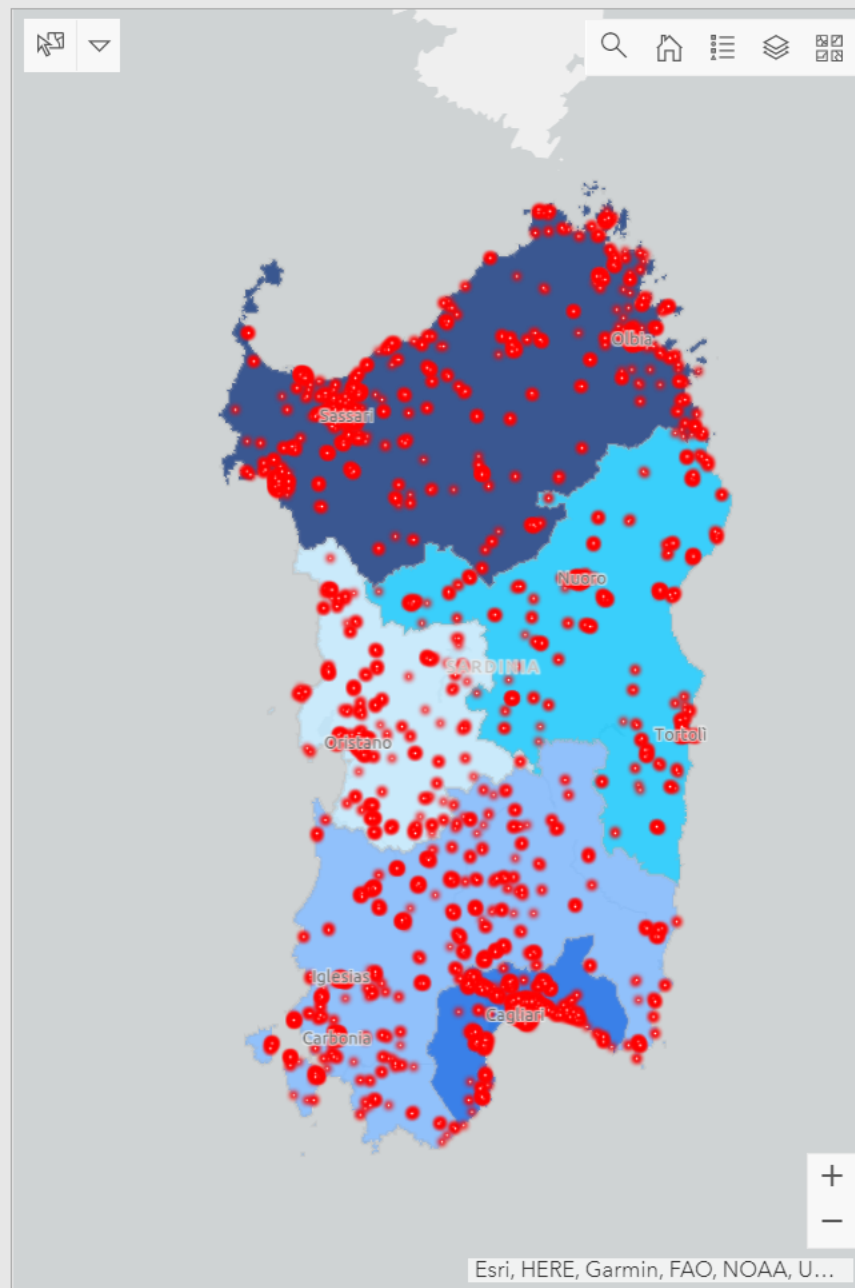 Olbia
Sassari
Nuoro
SARDINIA
Tortolì
Oristano
Iglesias
Cagliari
Carbonia
Esri, HERE, Garmin, FAO, NOAA, U...